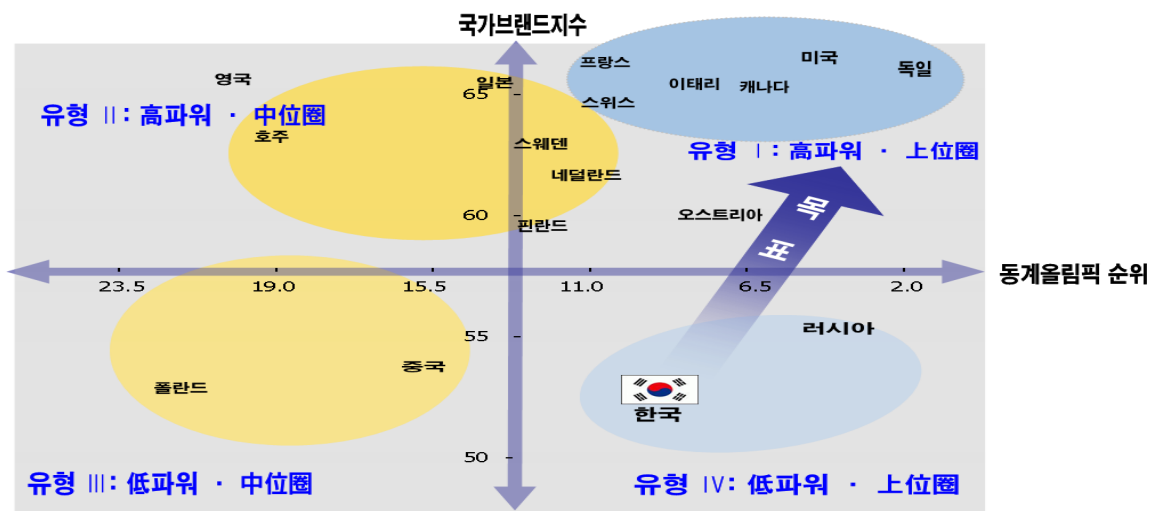 국가브랜드지수
영국
일본
프랑스
이태리
캐나다
미국
독일
65
스위스
유형 Ⅱ: 高파워 · 中位圈
호주
스웨덴
유형 Ⅰ: 高파워 · 上位圈
네덜란드
목표
60
핀란드
오스트리아
동계올림픽 순위
23.5 19.0 15.5 11.0 6.5 2.0
55
러시아
중국
폴란드
한국
50
유형 Ⅲ: 低파워 · 中位圈
유형 Ⅳ: 低파워 · 上位圈